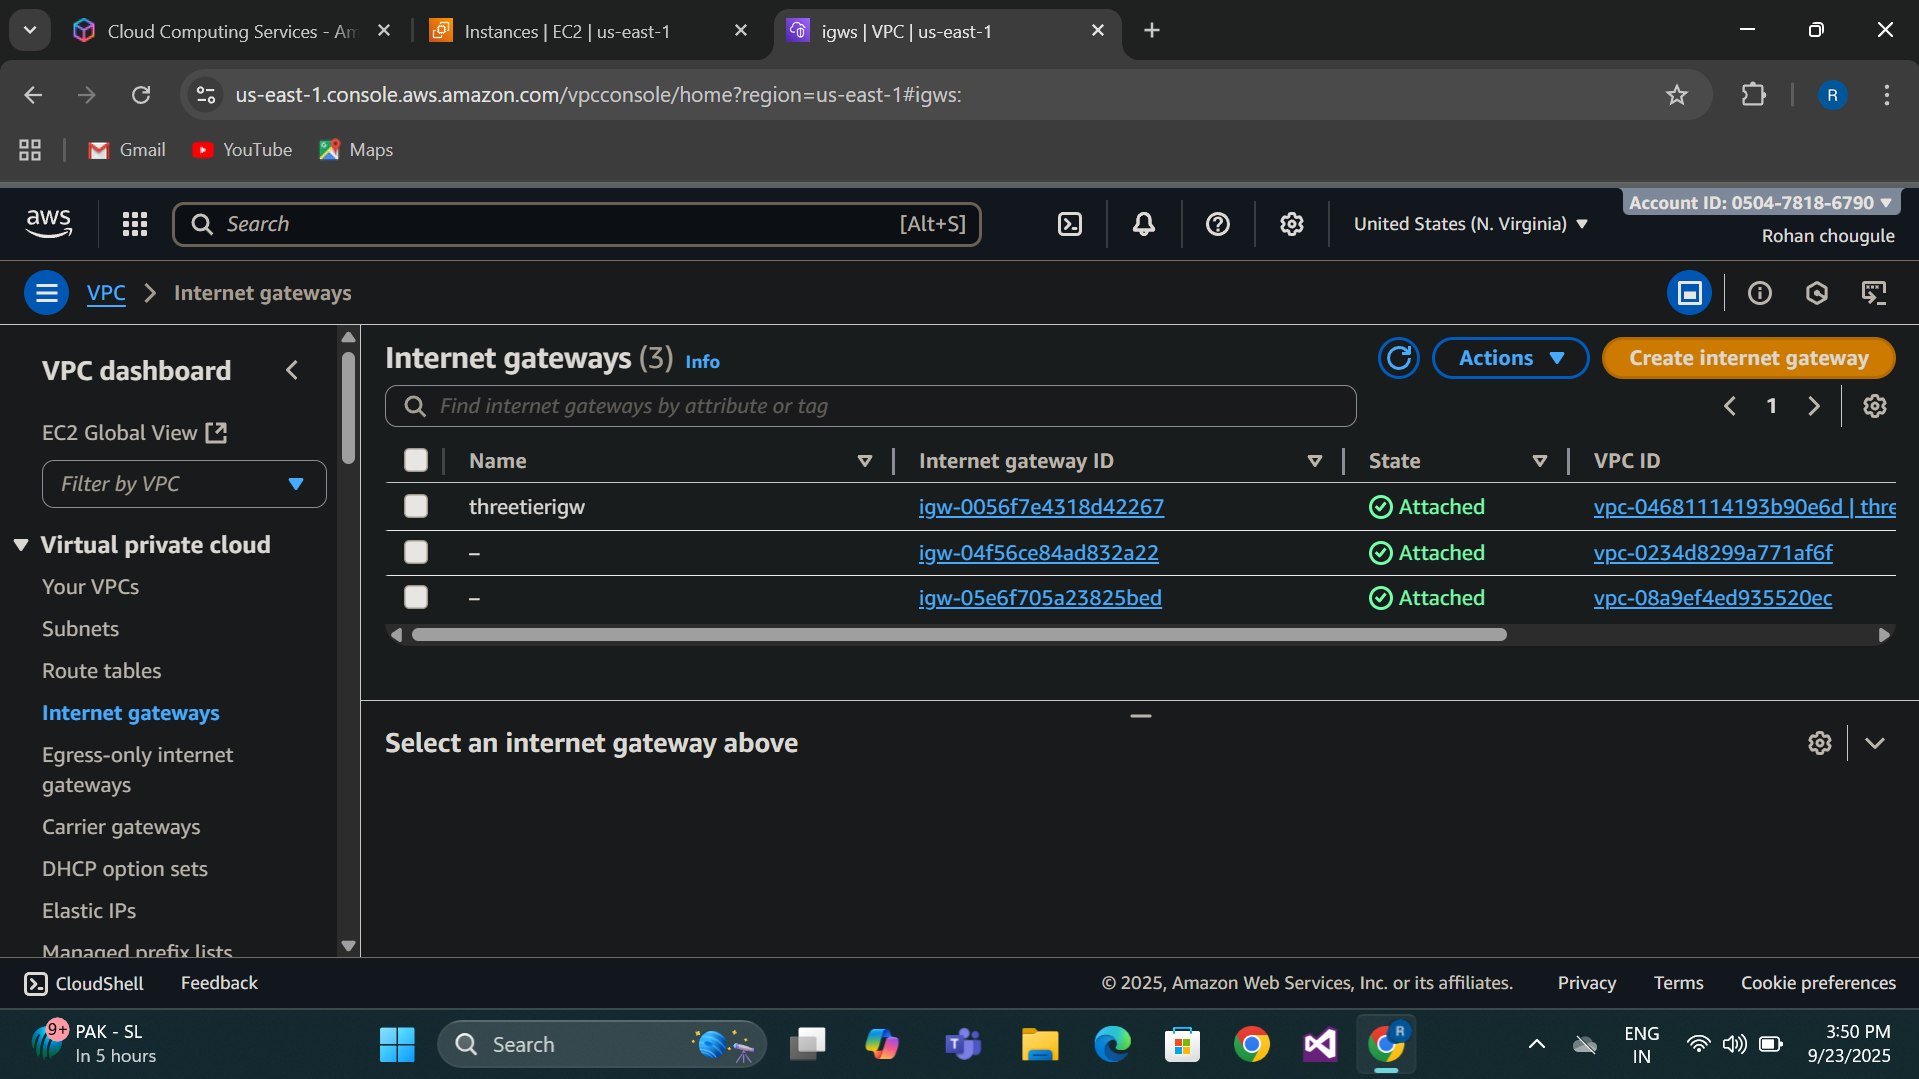 Cloud Computing Services - Am
Instances | EC2 | us-east-1
igws | VPC | us-east-1
us-east-1.console.aws.amazon.com/vpcconsole/home?region=us-east-1#igws:
R
Gmail
YouTube
Maps
aws
Search
[Alt+S]
United States (N. Virginia)
Account ID: 0504-7818-6790
Rohan chougule
VPC
Internet gateways
VPC dashboard
EC2 Global View
Filter by VPC
Virtual private cloud
Your VPCs
Subnets
Route tables
Internet gateways
Egress-only internet
gateways
Carrier gateways
DHCP option sets
Elastic IPs
Managed prefix lists
Internet gateways (3) Info
Actions
Create internet gateway
Find internet gateways by attribute or tag
1
Name Internet gateway ID State VPC ID
threetierigw igw-0056f7e4318d42267 Attached vpc-04681114193b90e6d | thre
– igw-04f56ce84ad832a22 Attached vpc-0234d8299a771af6f
– igw-05e6f705a23825bed Attached vpc-08a9ef4ed935520ec
Select an internet gateway above
CloudShell
Feedback
© 2025, Amazon Web Services, Inc. or its affiliates.
Privacy
Terms
Cookie preferences
9+
PAK - SL
In 5 hours
Search
T
R
ENG
IN
3:50 PM
9/23/2025